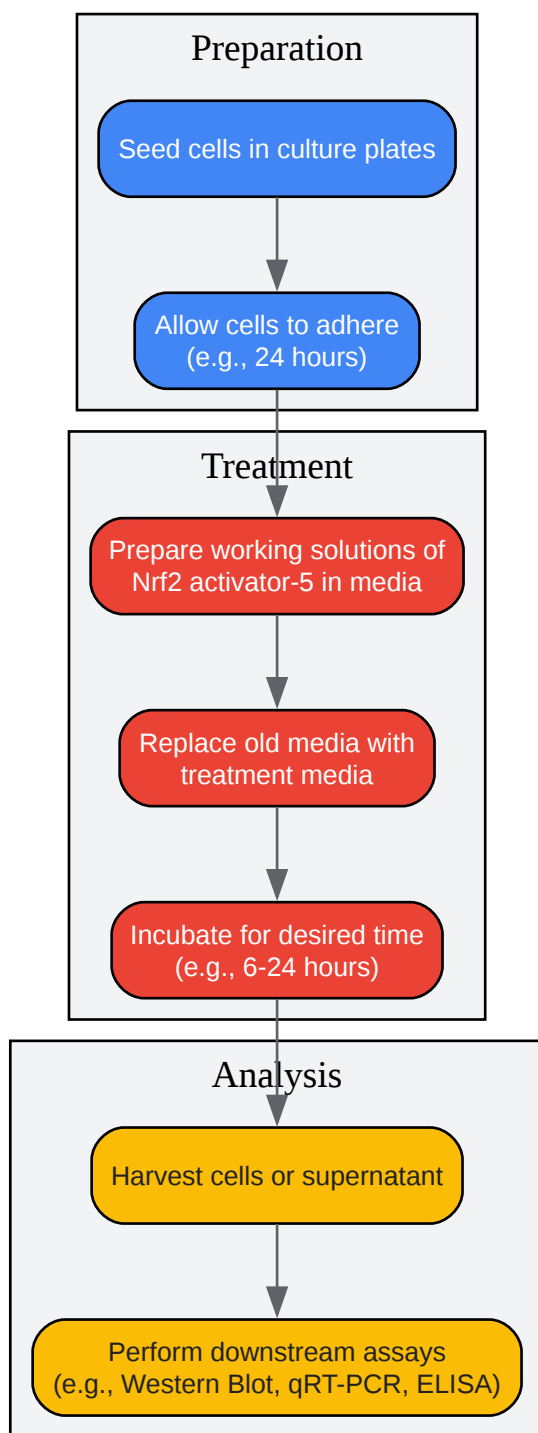 Preparation
Seed cells in culture plates
Allow cells to adhere
(e.g., 24 hours)
Treatment
Prepare working solutions of
Nrf2 activator-5 in media
Replace old media with
treatment media
Incubate for desired time
(e.g., 6-24 hours)
Analysis
Harvest cells or supernatant
Perform downstream assays
(e.g., Western Blot, qRT-PCR, ELISA)